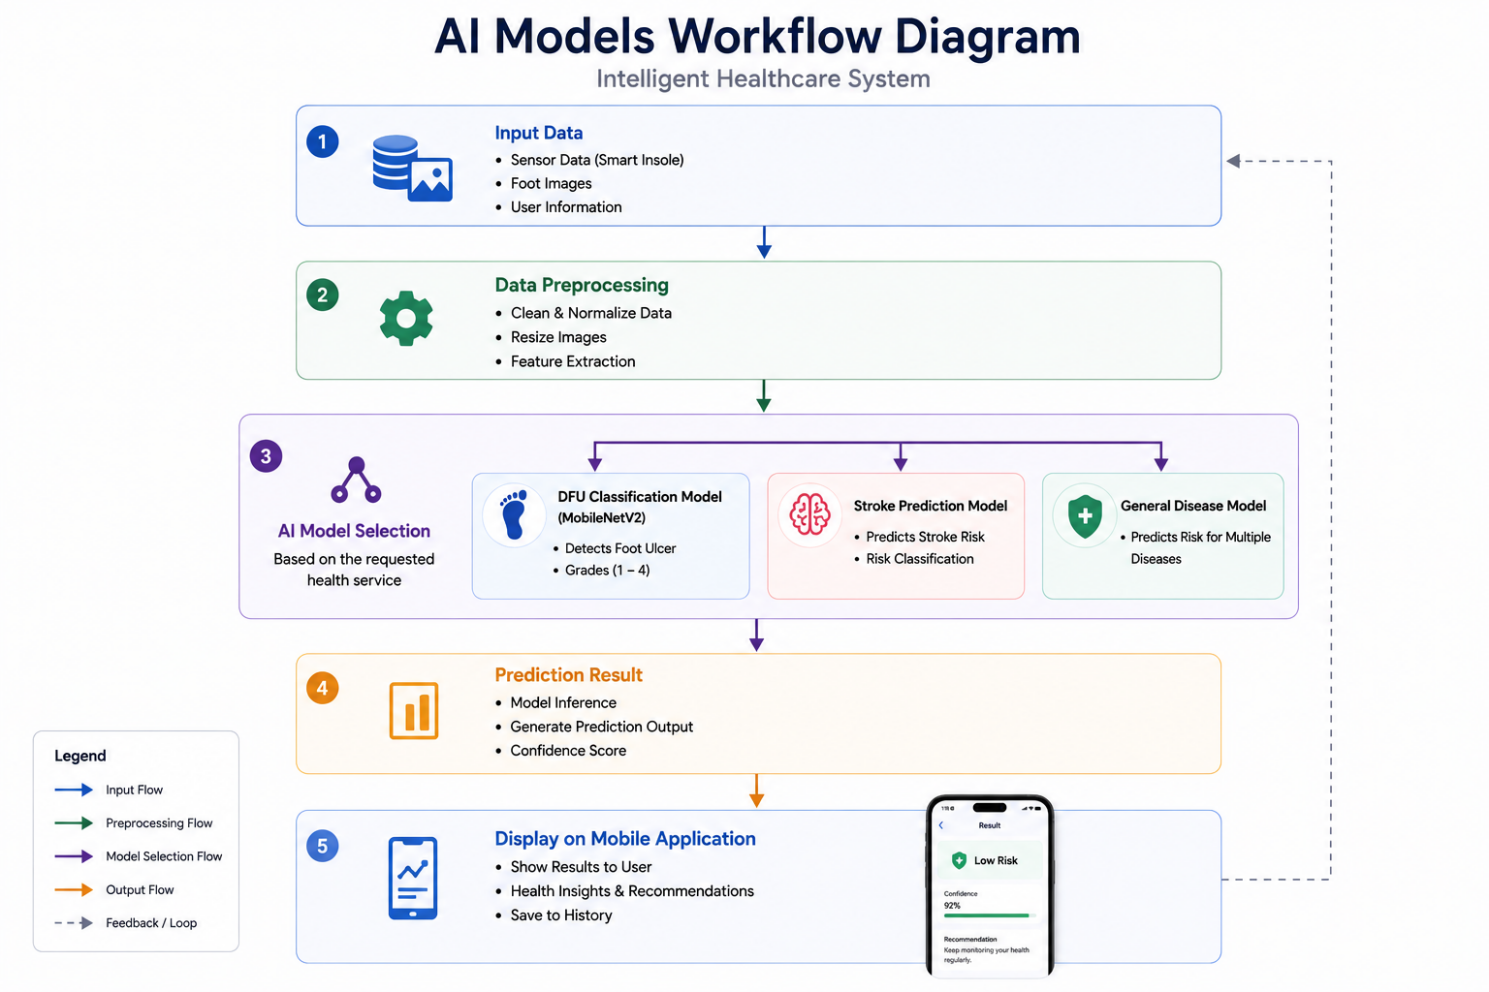 AI Models Workflow Diagram
Intelligent Healthcare System
1
Input Data
• Sensor Data (Smart Insole)
• Foot Images
• User Information
2
Data Preprocessing
• Clean & Normalize Data
• Resize Images
• Feature Extraction
3
AI Model Selection
Based on the requested
health service
DFU Classification Model
(MobileNetV2)
• Detects Foot Ulcer
• Grades (1 – 4)
Stroke Prediction Model
• Predicts Stroke Risk
• Risk Classification
General Disease Model
• Predicts Risk for Multiple
Diseases
4
Prediction Result
• Model Inference
• Generate Prediction Output
• Confidence Score
Legend
Input Flow
Preprocessing Flow
Model Selection Flow
Output Flow
Feedback / Loop
5
Display on Mobile Application
• Show Results to User
• Health Insights & Recommendations
• Save to History
Result
Low Risk
Confidence
92%
Recommendation
Keep monitoring your health
regularly.